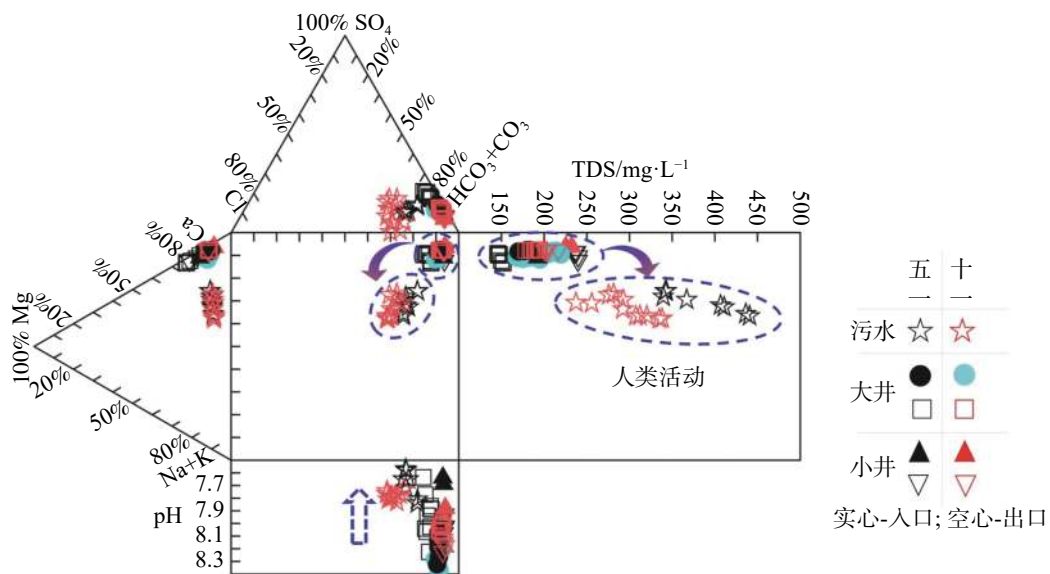 100% SO₄
20%
20%
50%
50%
80%
80%
Cl
HCO₃+CO₃
TDS/mg·L⁻¹
150
200
250
300
350
400
450
500
Ca
80%
50%
20%
100% Mg
20%
50%
80%
Na+K
人类活动
pH
7.7
7.9
8.1
8.3
五一
十一
污水
大井
小井
实心-入口; 空心-出口